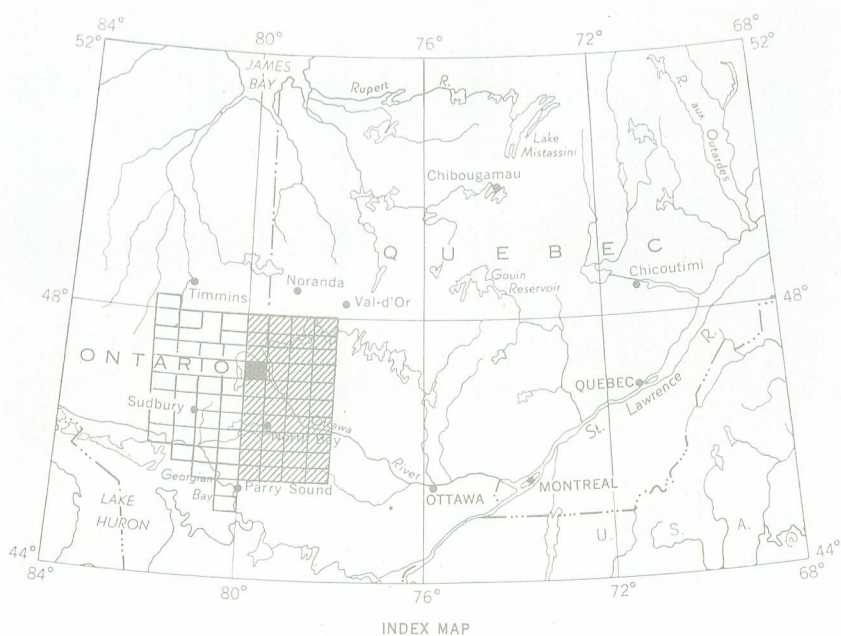 84°
80°
76°
72°
68°
52°
52°
JAMES
BAY
Rupert R.
R. aux Outardes
Lake
Mistassini
Chibougamau
QUEBEC
Gouin
Reservoir
Chicoutimi
Noranda
Timmins
Val-d'Or
48°
48°
ONTARIO
QUEBEC
St. Lawrence R.
Sudbury
Ottawa
River
North Bay
Georgian
Bay
Parry Sound
OTTAWA
MONTREAL
LAKE
HURON
U. S. A.
44°
44°
84°
80°
76°
72°
68°
INDEX MAP